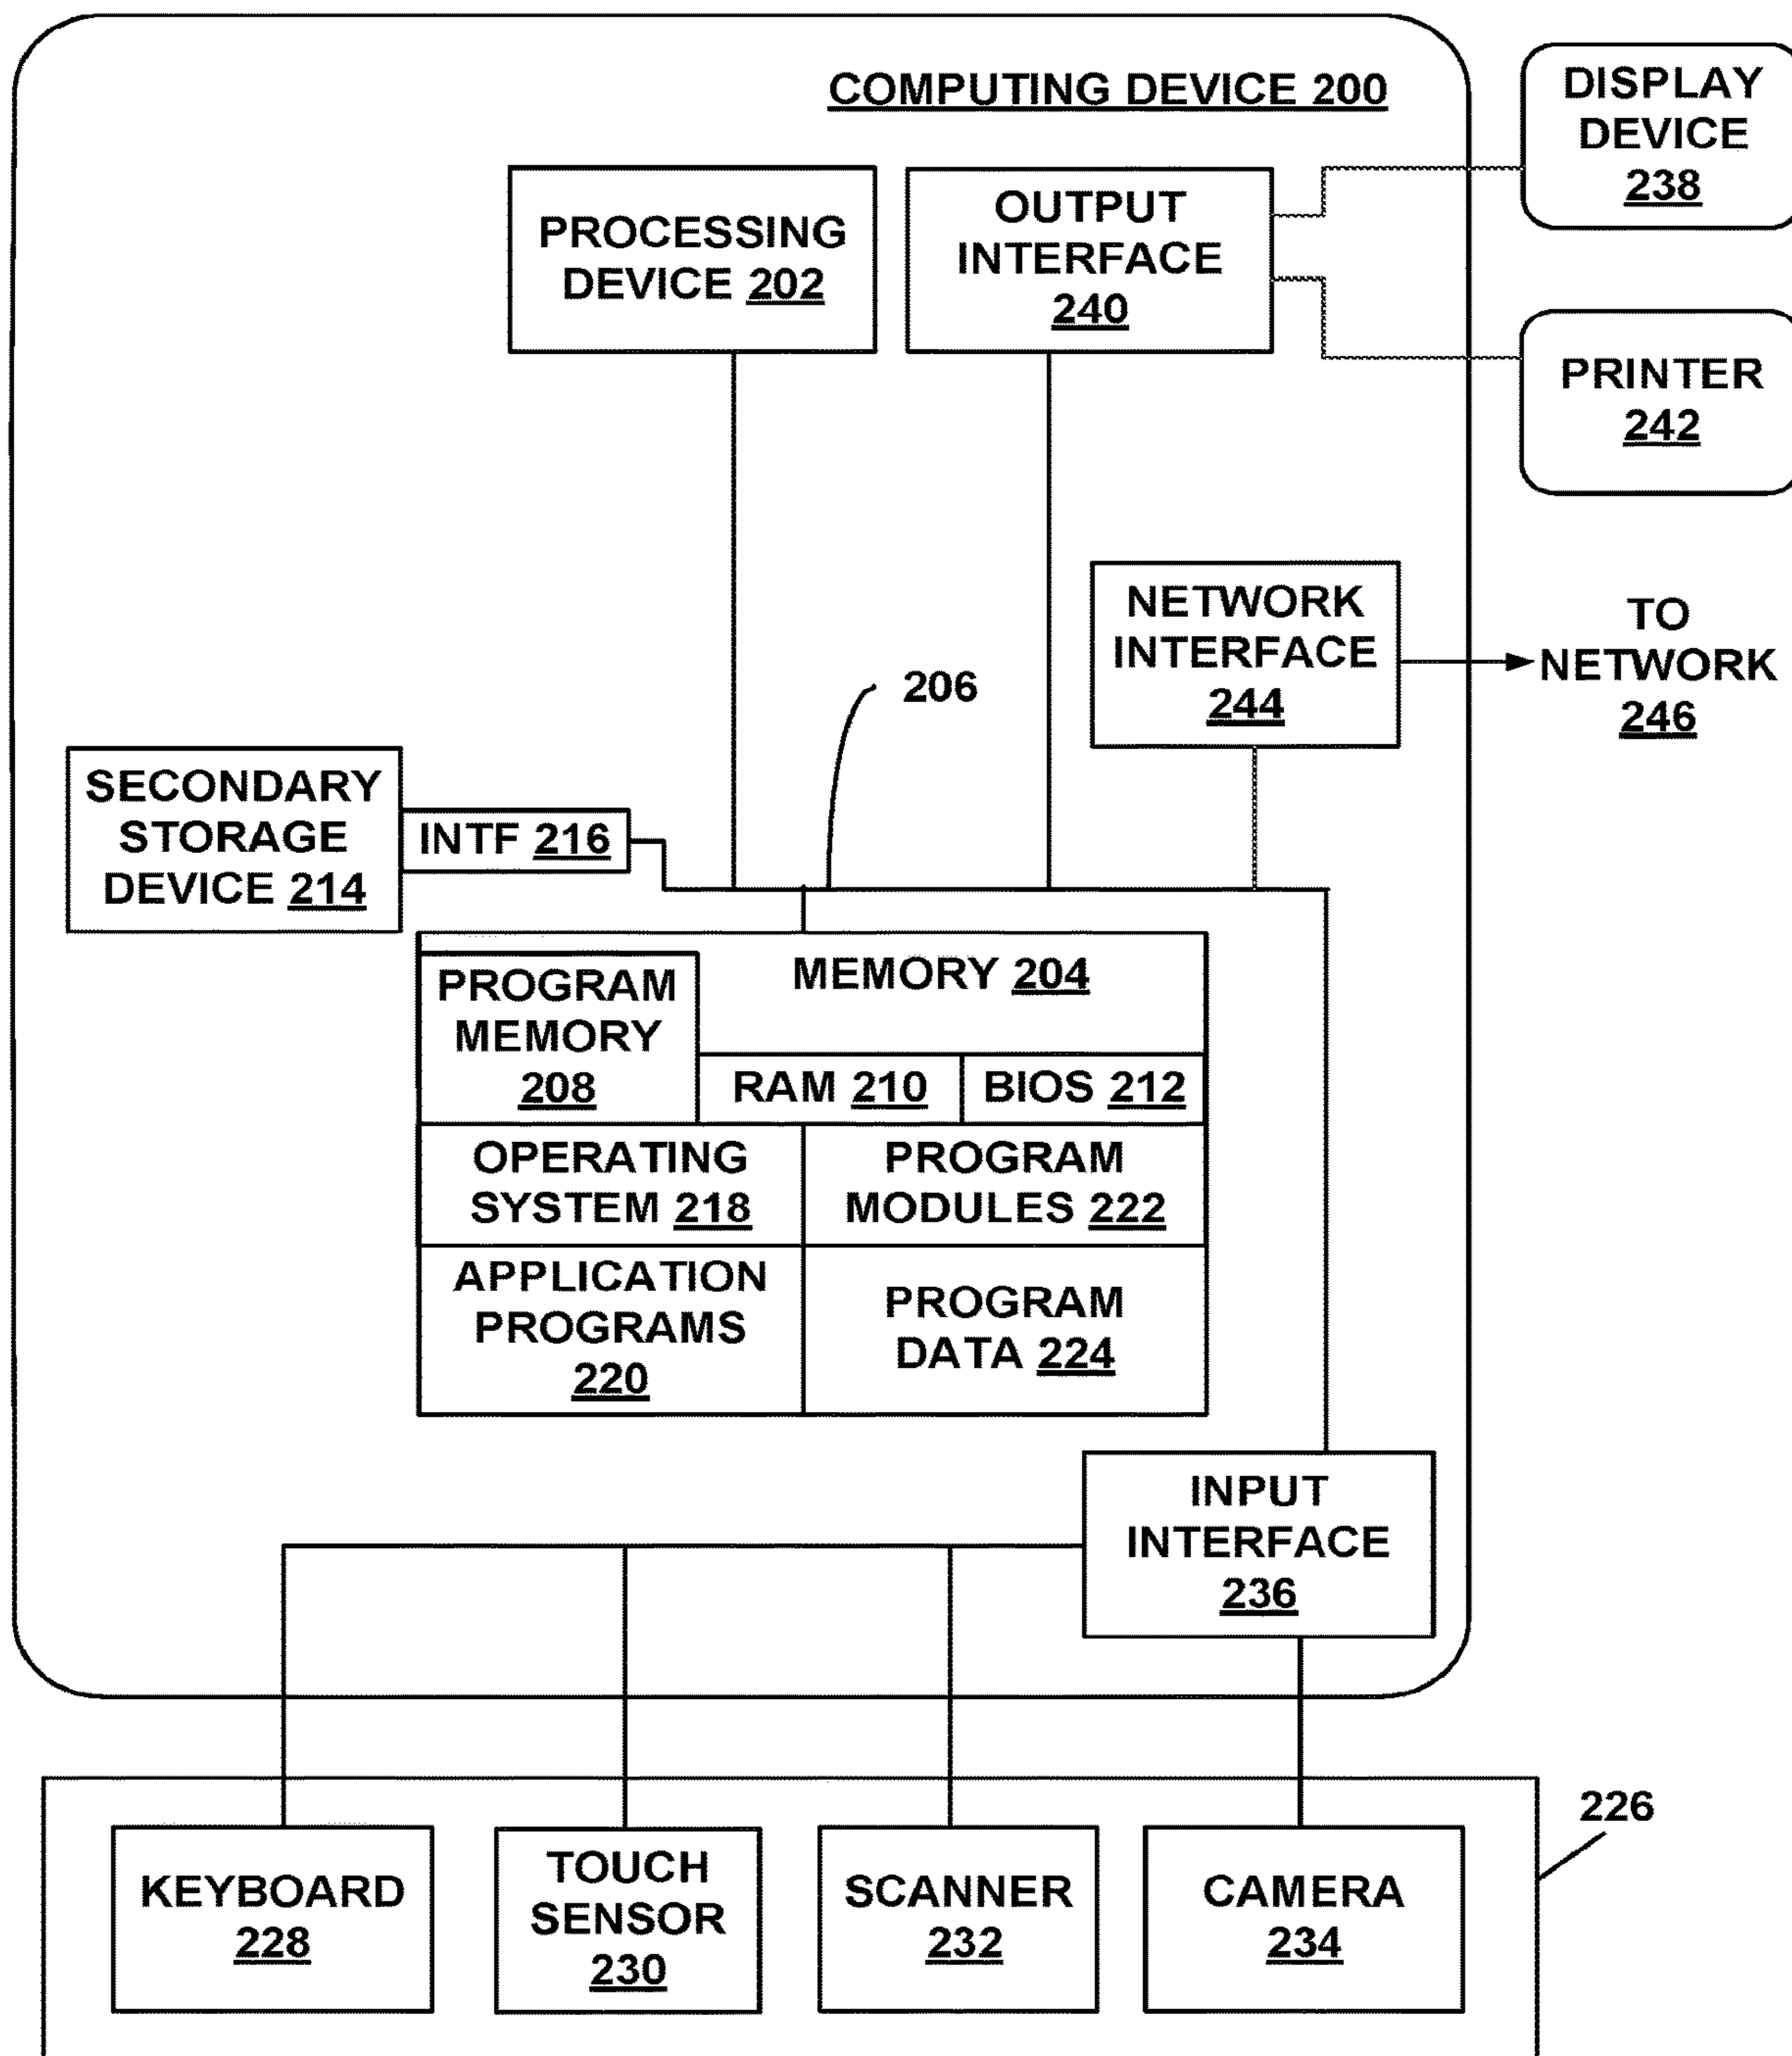 COMPUTING DEVICE 200
DISPLAY
DEVICE
238
PROCESSING
DEVICE 202
OUTPUT
INTERFACE
240
PRINTER
242
NETWORK
INTERFACE
244
TO
NETWORK
246
206
SECONDARY
STORAGE
DEVICE 214
INTF 216
MEMORY 204
PROGRAM
MEMORY
208
RAM 210
BIOS 212
OPERATING
SYSTEM 218
PROGRAM
MODULES 222
APPLICATION
PROGRAMS
220
PROGRAM
DATA 224
INPUT
INTERFACE
236
226
KEYBOARD
228
TOUCH
SENSOR
230
SCANNER
232
CAMERA
234